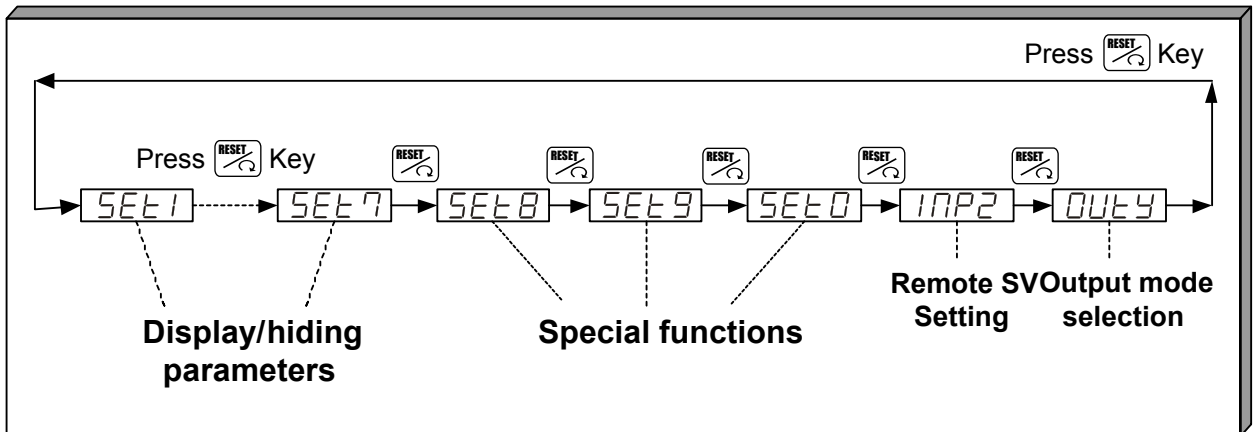 Press RESET Key
Press RESET Key RESET RESET RESET RESET RESET
SEt1 SEt7 SEt8 SEt9 SEt0 INP2 OUtY
Remote SV Output mode
Setting selection
Display/hiding Special functions
parameters